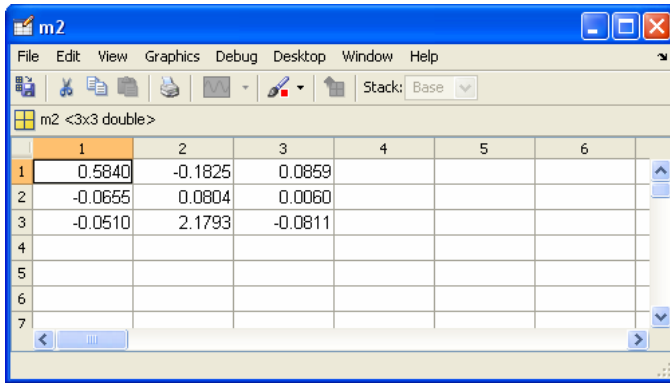 m2
File Edit View Graphics Debug Desktop Window Help
Stack: Base
m2 <3x3 double>
1 2 3 4 5 6
1 0.5840 -0.1825 0.0859
2 -0.0655 0.0804 0.0060
3 -0.0510 2.1793 -0.0811
4
5
6
7